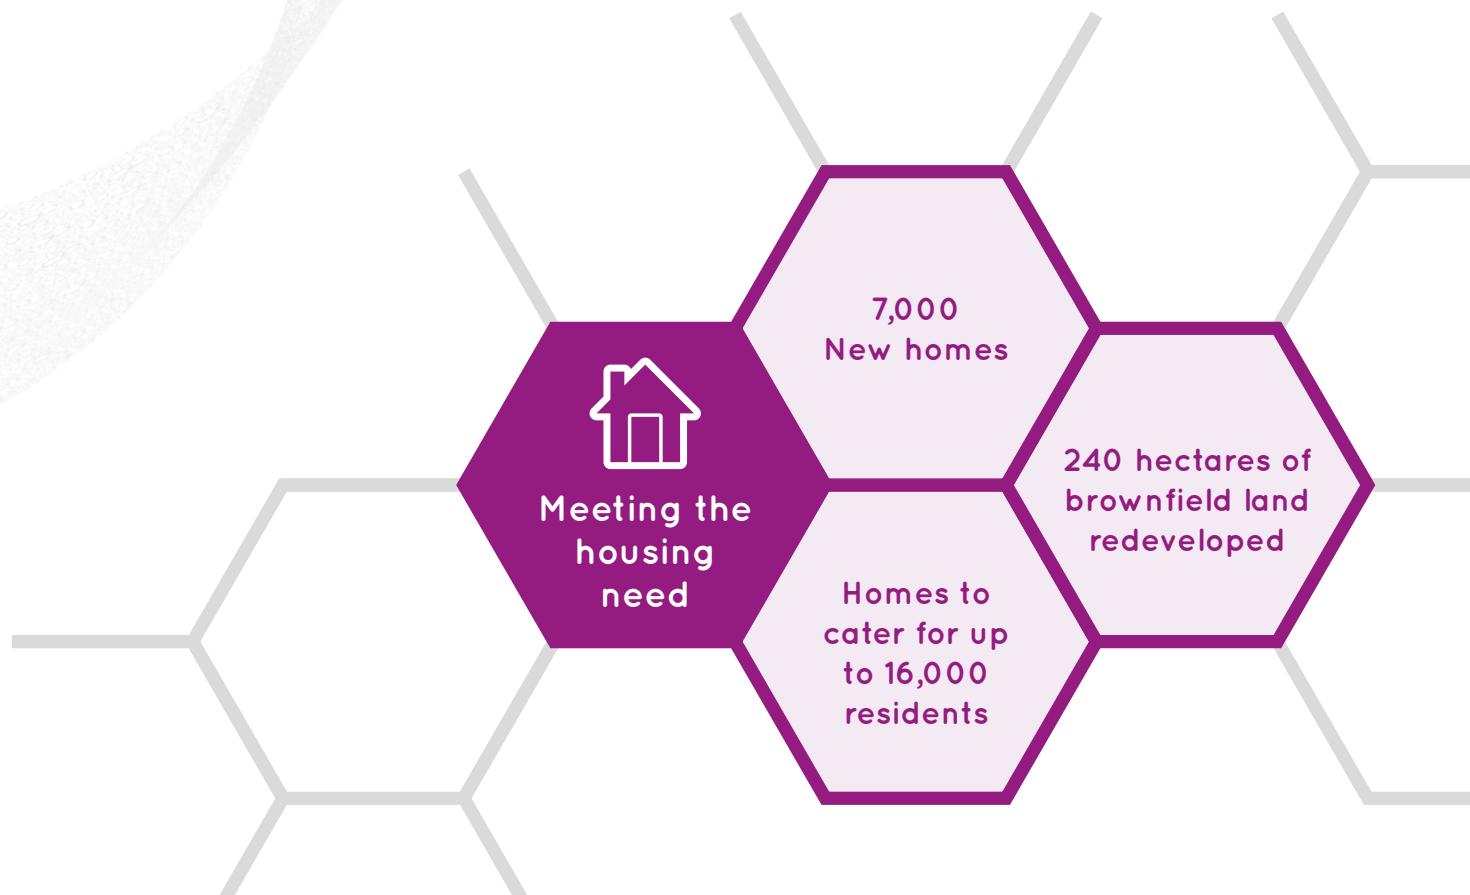 Meeting the
housing
need
7,000
New homes
Homes to
cater for up
to 16,000
residents
240 hectares of
brownfield land
redeveloped